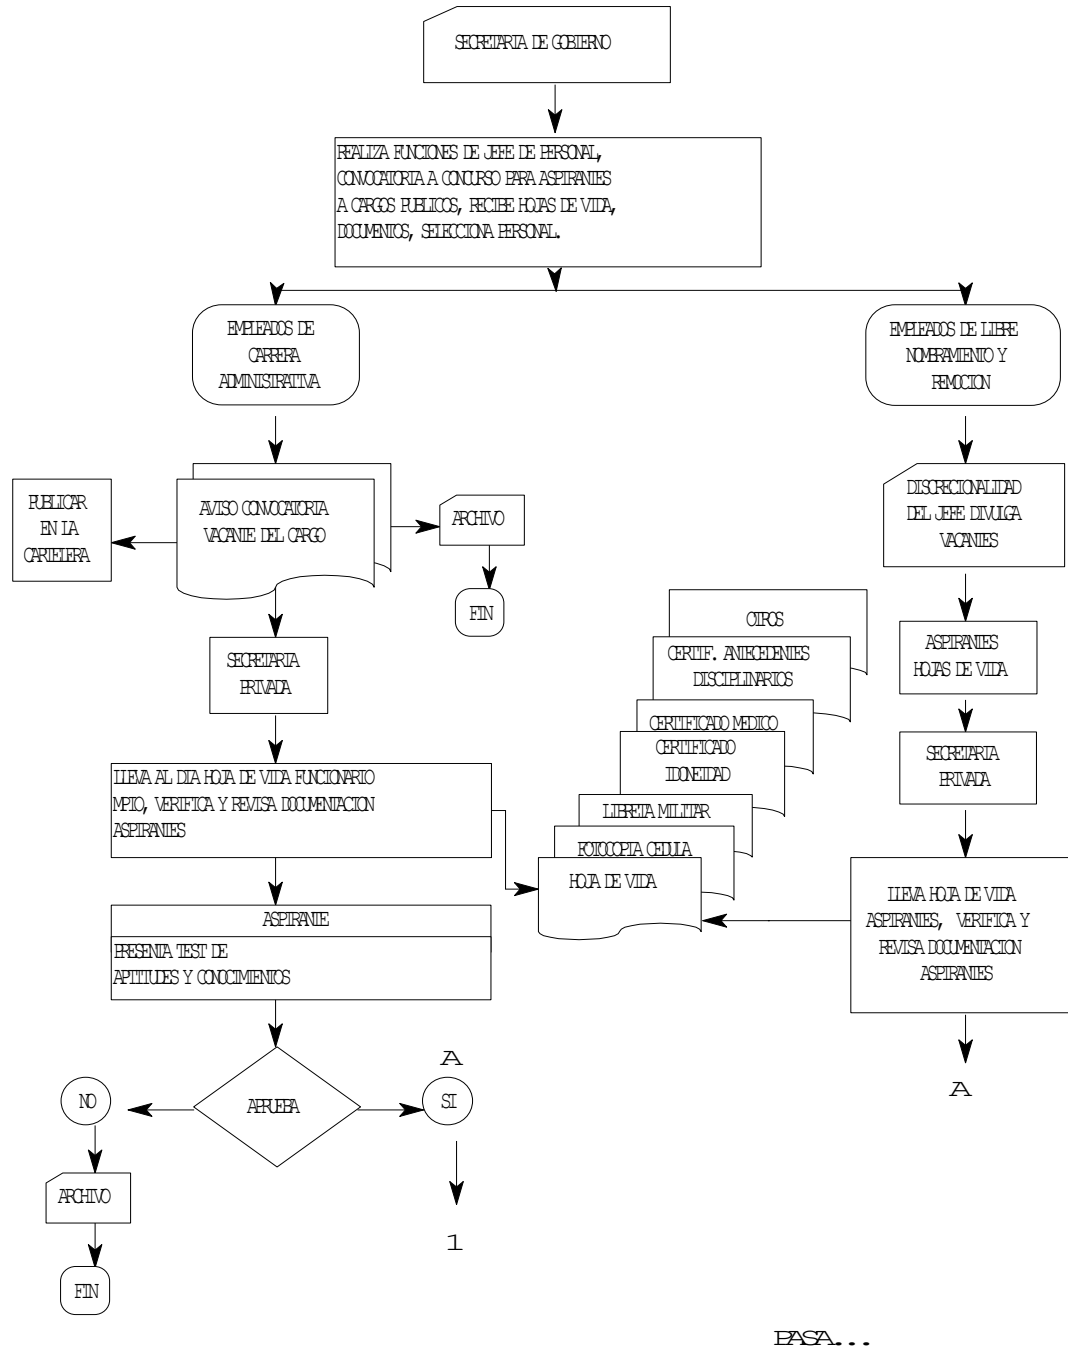 SECRETARIA DE GOBIERNO
REALIZA FUNCIONES DE JEFE DE PERSONAL,
CONVOCATORIA A CONCURSO PARA ASPIRANTES
A CARGOS PUBLICOS, RECIBE HOJAS DE VIDA,
DOCUMENTOS, SELECCIONA PERSONAL.
EMPLEADOS DE
CARRERA
ADMINISTRATIVA
EMPLEADOS DE LIBRE
NOMBRAMIENTO Y
REMOCION
PUBLICAR
EN LA
CARTELERA
AVISO CONVOCATORIA
VACANTE DEL CARGO
ARCHIVO
FIN
DISCRECIONALIDAD
DEL JEFE DIVULGA
VACANTES
SECRETARIA
PRIVADA
OTROS
CERTIF. ANTECEDENTES
DISCIPLINARIOS
CERTIFICADO MEDICO
CERTIFICADO
IDONEIDAD
LIBRETA MILITAR
FOTOCOPIA CEDULA
HOJA DE VIDA
ASPIRANTES
HOJAS DE VIDA
SECRETARIA
PRIVADA
LLEVA AL DIA HOJA DE VIDA FUNCIONARIO
MPIO, VERIFICA Y REVISA DOCUMENTACION
ASPIRANTES
LLEVA HOJA DE VIDA
ASPIRANTES, VERIFICA Y
REVISA DOCUMENTACION
ASPIRANTES
ASPIRANTE
PRESENTA TEST DE
APTITUDES Y CONOCIMIENTOS
A
A
NO
APRUEBA
SI
ARCHIVO
1
FIN
PASA...